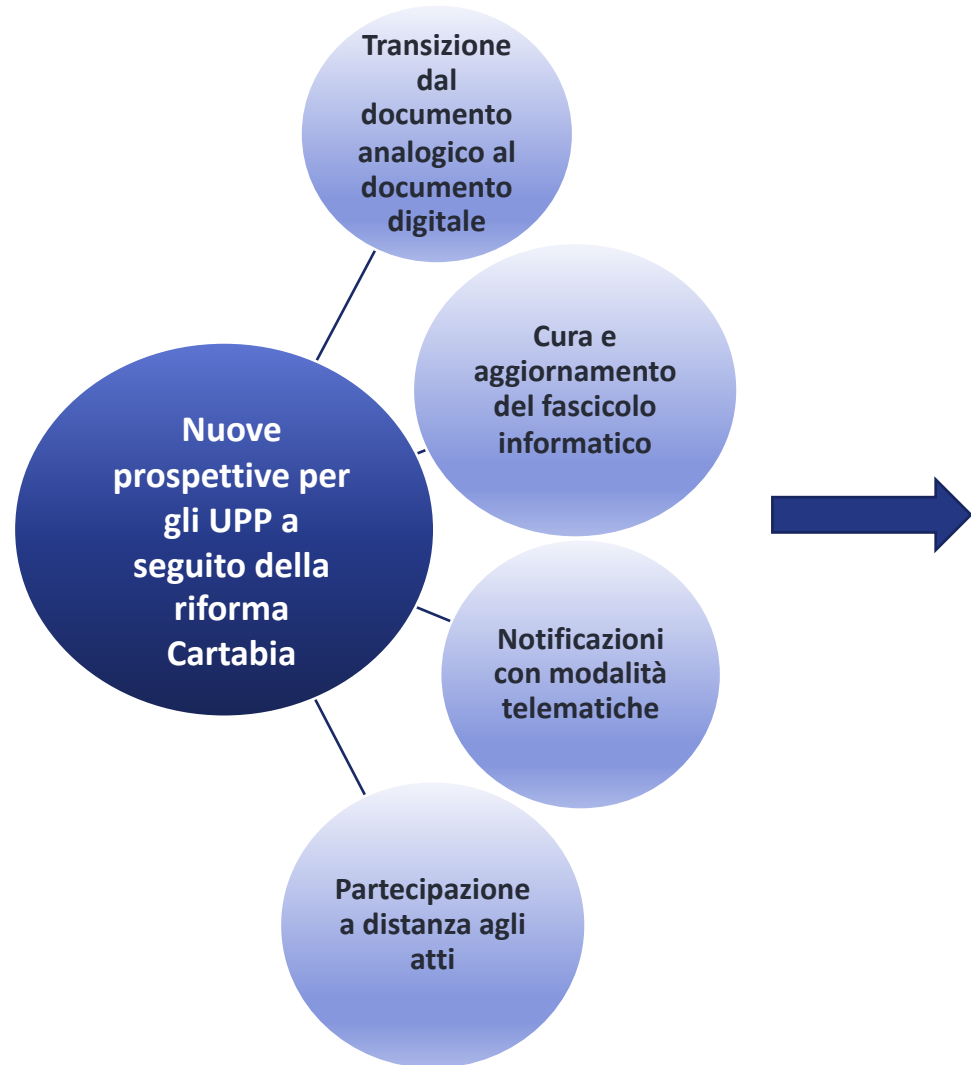 Transizione
dal
documento
analogico al
documento
digitale
Cura e
aggiornamento
del fascicolo
informatico
Nuove
prospettive per
gli UPP a
seguito della
riforma
Cartabia
Notificazioni
con modalità
telematiche
Partecipazione
a distanza agli
atti